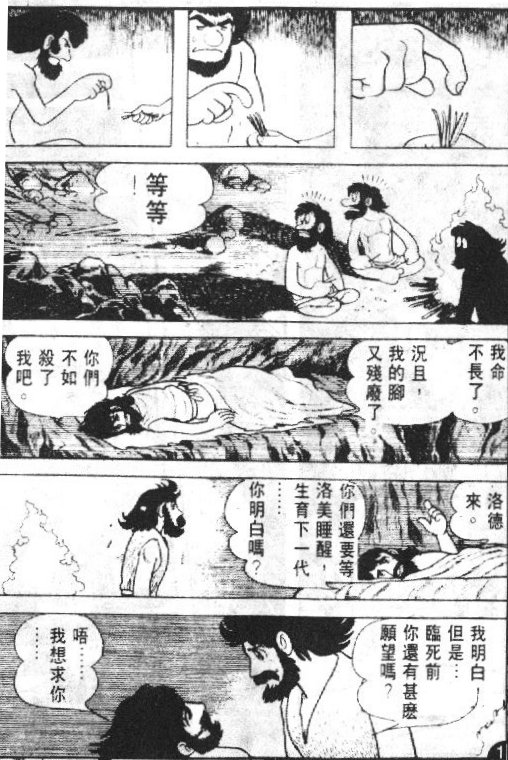 等等
！
我命
不長了。
況且，
我的腳
又殘廢了。
你們
不如
殺了
我吧。
洛德
來。
你們還要等
洛美睡醒，
生育下一代
……
你明白嗎？
我明白
但是…
臨死前
你還有甚麽
願望嗎？
唔……
我想求你
……
1